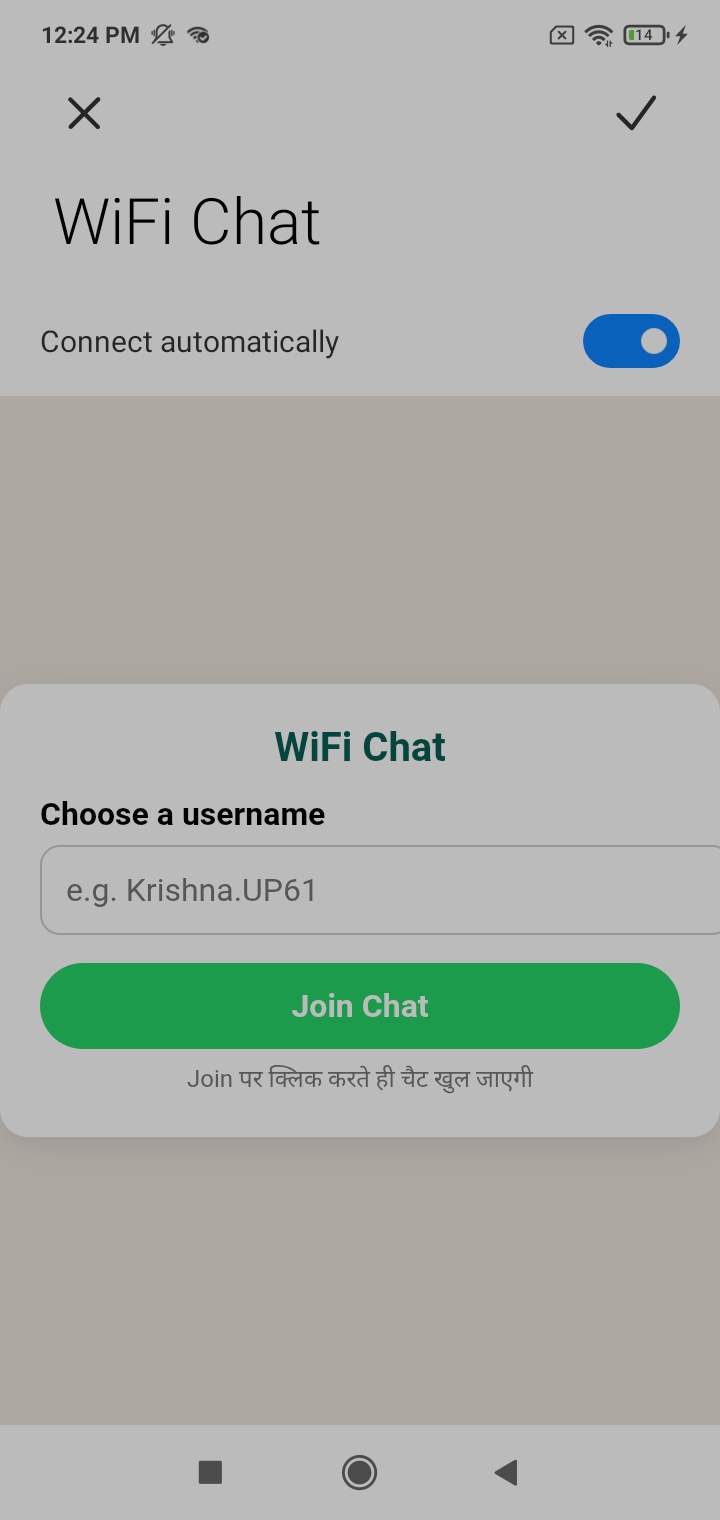 12:24 PM
14
WiFi Chat
Connect automatically
WiFi Chat
Choose a username
e.g. Krishna.UP61
Join Chat
Join पर क्लिक करते ही चैट खुल जाएगी